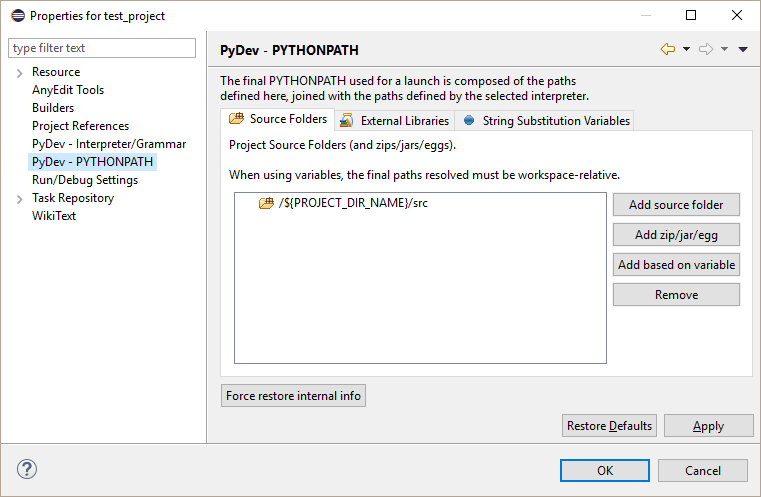 Properties for test_project
type filter text
Resource
AnyEdit Tools
Builders
Project References
PyDev - Interpreter/Grammar
PyDev - PYTHONPATH
Run/Debug Settings
Task Repository
WikiText
PyDev - PYTHONPATH
The final PYTHONPATH used for a launch is composed of the paths
defined here, joined with the paths defined by the selected interpreter.
Source Folders
External Libraries
String Substitution Variables
Project Source Folders (and zips/jars/eggs).
When using variables, the final paths resolved must be workspace-relative.
/${PROJECT_DIR_NAME}/src
Add source folder
Add zip/jar/egg
Add based on variable
Remove
Force restore internal info
Restore Defaults
Apply
?
OK
Cancel